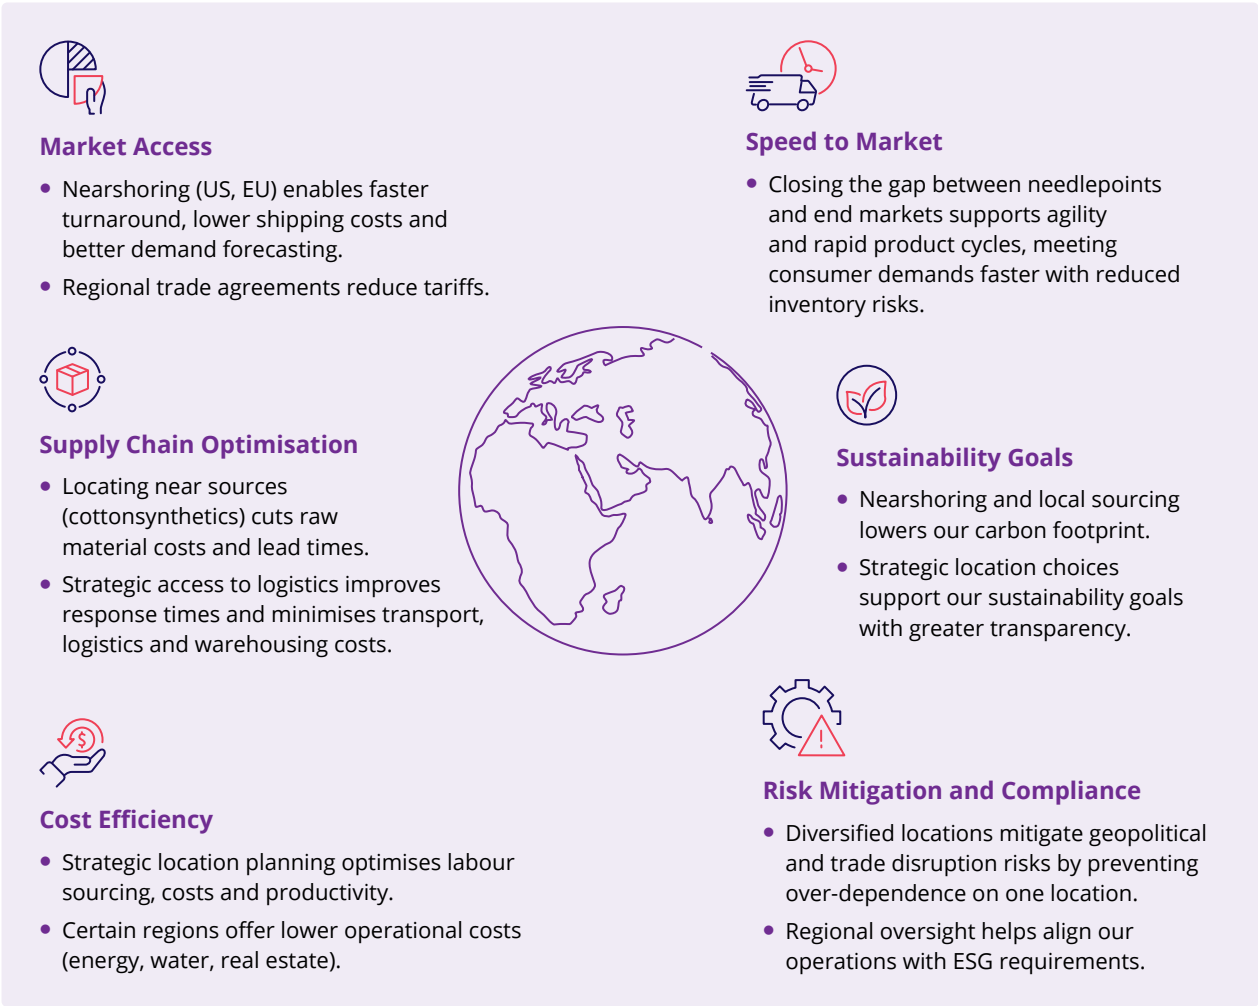 Market Access
• Nearshoring (US, EU) enables faster
turnaround, lower shipping costs and
better demand forecasting.
• Regional trade agreements reduce tariffs.
Supply Chain Optimisation
• Locating near sources
(cottonsynthetics) cuts raw
material costs and lead times.
• Strategic access to logistics improves
response times and minimises transport,
logistics and warehousing costs.
$
Cost Efficiency
• Strategic location planning optimises labour
sourcing, costs and productivity.
• Certain regions offer lower operational costs
(energy, water, real estate).
Speed to Market
• Closing the gap between needlepoints
and end markets supports agility
and rapid product cycles, meeting
consumer demands faster with reduced
inventory risks.
Sustainability Goals
• Nearshoring and local sourcing
lowers our carbon footprint.
• Strategic location choices
support our sustainability goals
with greater transparency.
!
Risk Mitigation and Compliance
• Diversified locations mitigate geopolitical
and trade disruption risks by preventing
over-dependence on one location.
• Regional oversight helps align our
operations with ESG requirements.